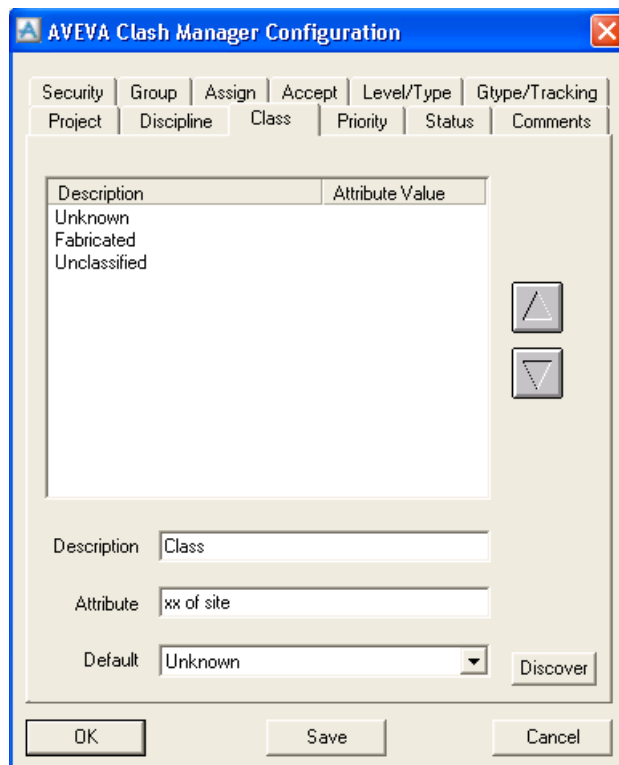 AVEVA Clash Manager Configuration
Security Group Assign Accept Level/Type Gtype/Tracking
Project Discipline Class Priority Status Comments
Description Attribute Value
Unknown
Fabricated
Unclassified
Description Class
Attribute xx of site
Default Unknown Discover
OK Save Cancel